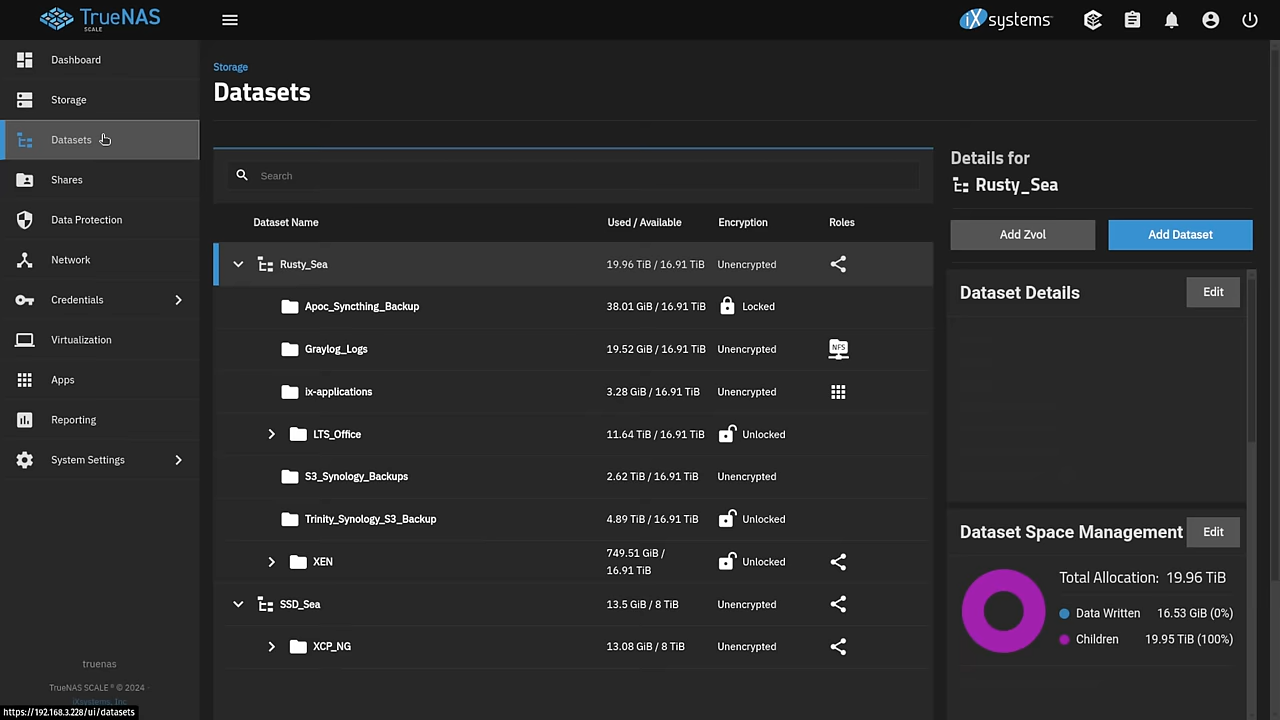 TrueNAS
SCALE
iXsystems
Dashboard
Storage
Datasets
Shares
Data Protection
Network
Credentials
Virtualization
Apps
Reporting
System Settings
truenas
TrueNAS SCALE ® © 2024 -
iXsystems, Inc
https://192.168.3.228/ui/datasets
Storage
Datasets
Search
Dataset Name Used / Available Encryption Roles
Rusty_Sea 19.96 TiB / 16.91 TiB Unencrypted
Apoc_Syncthing_Backup 38.01 GiB / 16.91 TiB Locked
Graylog_Logs 19.52 GiB / 16.91 TiB Unencrypted NFS
ix-applications 3.28 GiB / 16.91 TiB Unencrypted
LTS_Office 11.64 TiB / 16.91 TiB Unlocked
S3_Synology_Backups 2.62 TiB / 16.91 TiB Unencrypted
Trinity_Synology_S3_Backup 4.89 TiB / 16.91 TiB Unlocked
XEN 749.51 GiB / 16.91 TiB Unlocked
SSD_Sea 13.5 GiB / 8 TiB Unencrypted
XCP_NG 13.08 GiB / 8 TiB Unencrypted
Details for
Rusty_Sea
Add Zvol Add Dataset
Dataset Details Edit
Dataset Space Management Edit
Total Allocation: 19.96 TiB
Data Written 16.53 GiB (0%)
Children 19.95 TiB (100%)